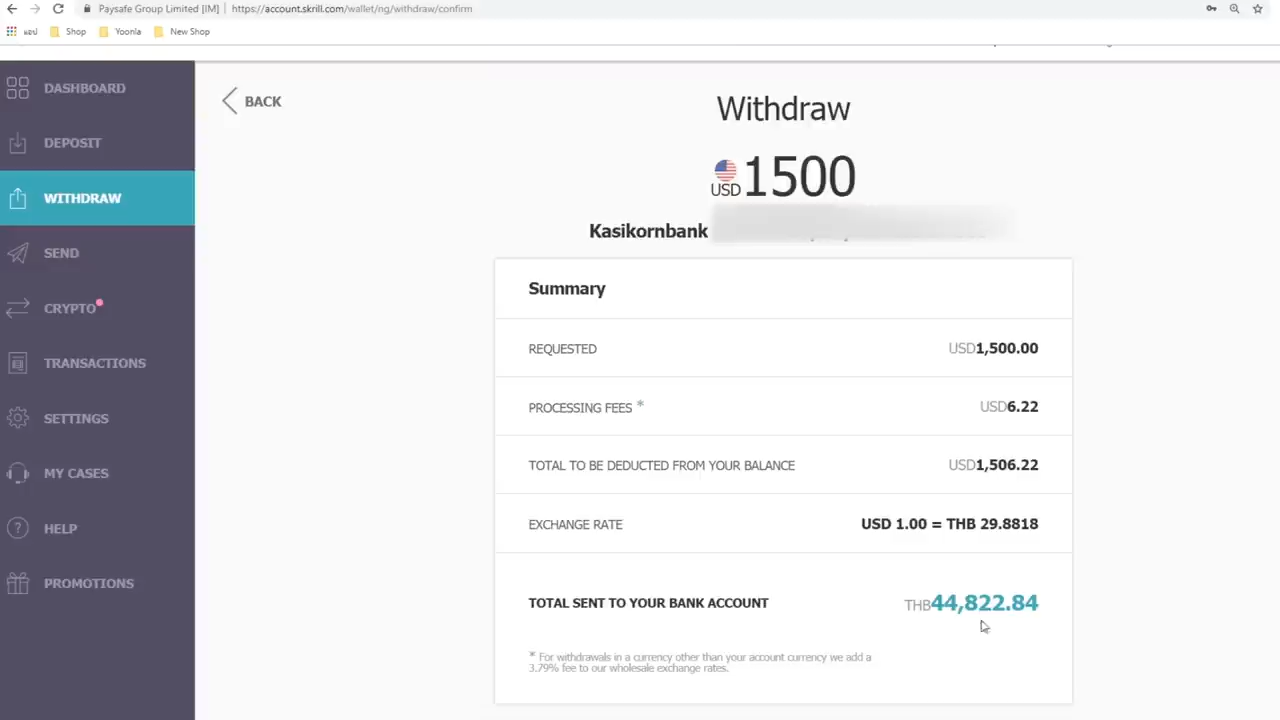 Paysafe Group Limited [IM] | https://account.skrill.com/wallet/ng/withdraw/confirm
แอป Shop Yoonla New Shop
DASHBOARD
DEPOSIT
WITHDRAW
SEND
CRYPTO
TRANSACTIONS
SETTINGS
MY CASES
HELP
PROMOTIONS
BACK
Withdraw
USD 1500
Kasikornbank
Summary
REQUESTED USD1,500.00
PROCESSING FEES * USD6.22
TOTAL TO BE DEDUCTED FROM YOUR BALANCE USD1,506.22
EXCHANGE RATE USD 1.00 = THB 29.8818
TOTAL SENT TO YOUR BANK ACCOUNT THB44,822.84
* For withdrawals in a currency other than your account currency we add a
3.79% fee to our wholesale exchange rates.